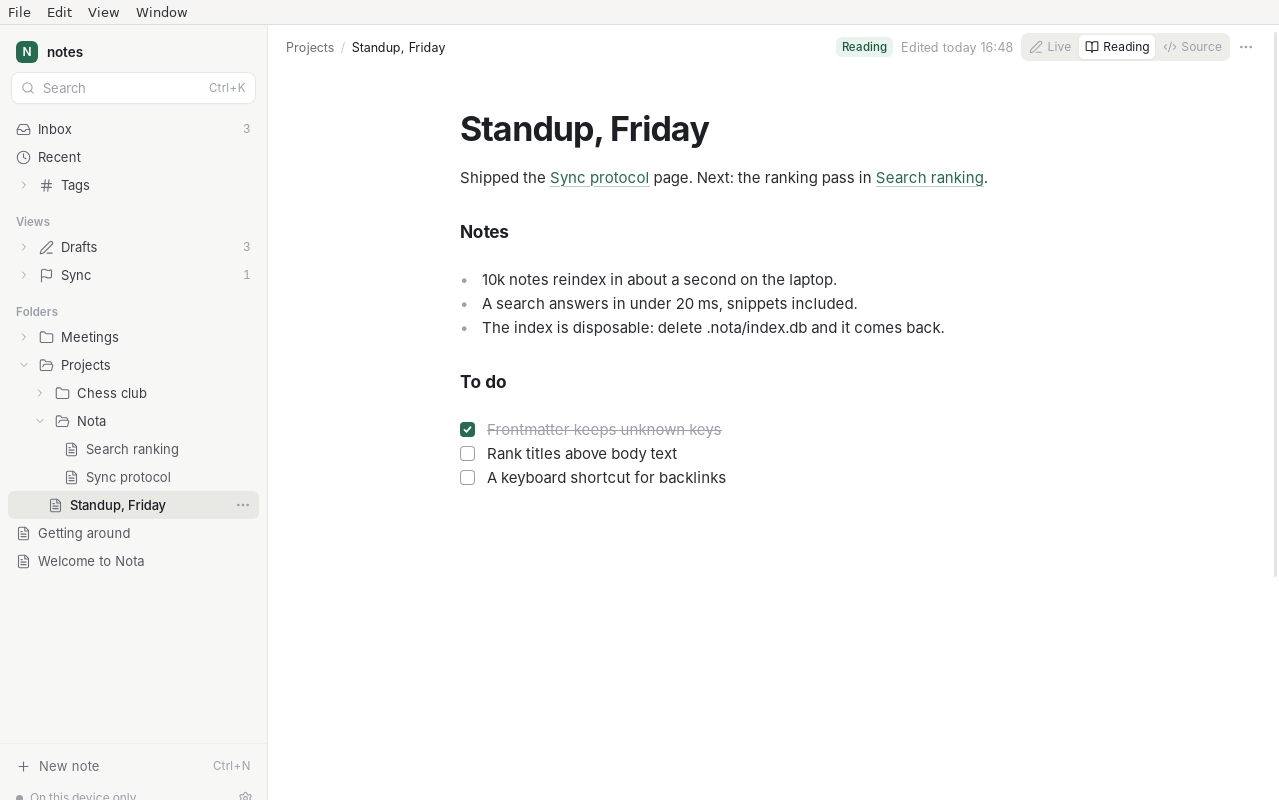 File Edit View Window
N notes
Search Ctrl+K
Inbox 3
Recent
Tags
Views
Drafts 3
Sync 1
Folders
Meetings
Projects
Chess club
Nota
Search ranking
Sync protocol
Standup, Friday
Getting around
Welcome to Nota
New note Ctrl+N
On this device only
Projects / Standup, Friday
Reading Edited today 16:48 Live Reading Source
Standup, Friday
Shipped the Sync protocol page. Next: the ranking pass in Search ranking.
Notes
• 10k notes reindex in about a second on the laptop.
• A search answers in under 20 ms, snippets included.
• The index is disposable: delete .nota/index.db and it comes back.
To do
Frontmatter keeps unknown keys
Rank titles above body text
A keyboard shortcut for backlinks